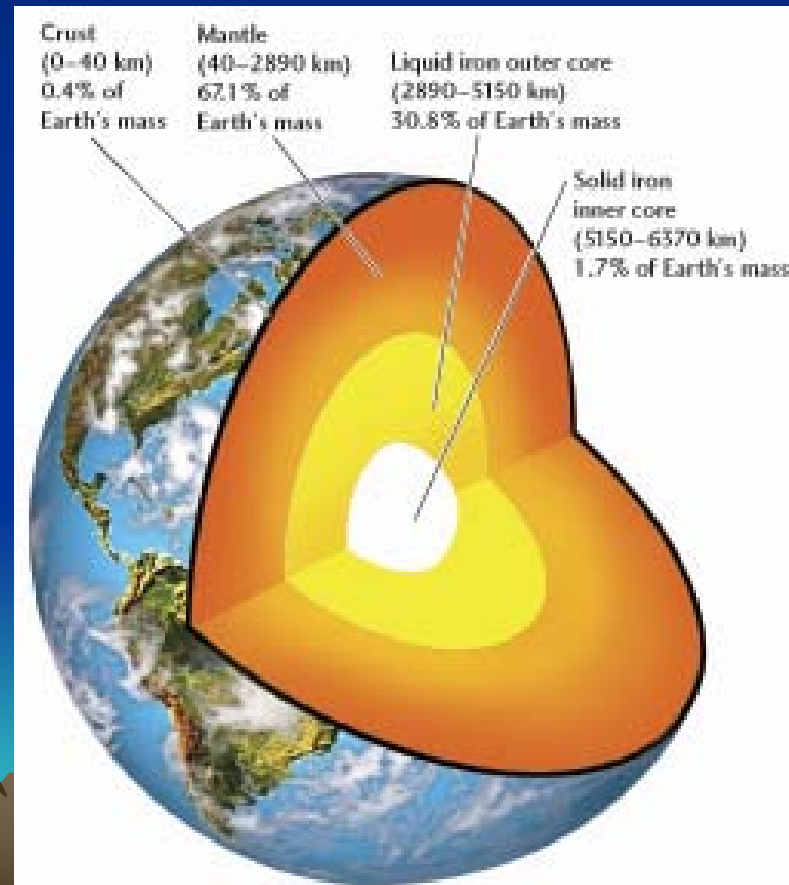 Crust
(0–40 km)
0.4% of
Earth's mass
Mantle
(40–2890 km)
67.1% of
Earth's mass
Liquid iron outer core
(2890–5150 km)
30.8% of Earth's mass
Solid iron
inner core
(5150–6370 km)
1.7% of Earth's mass